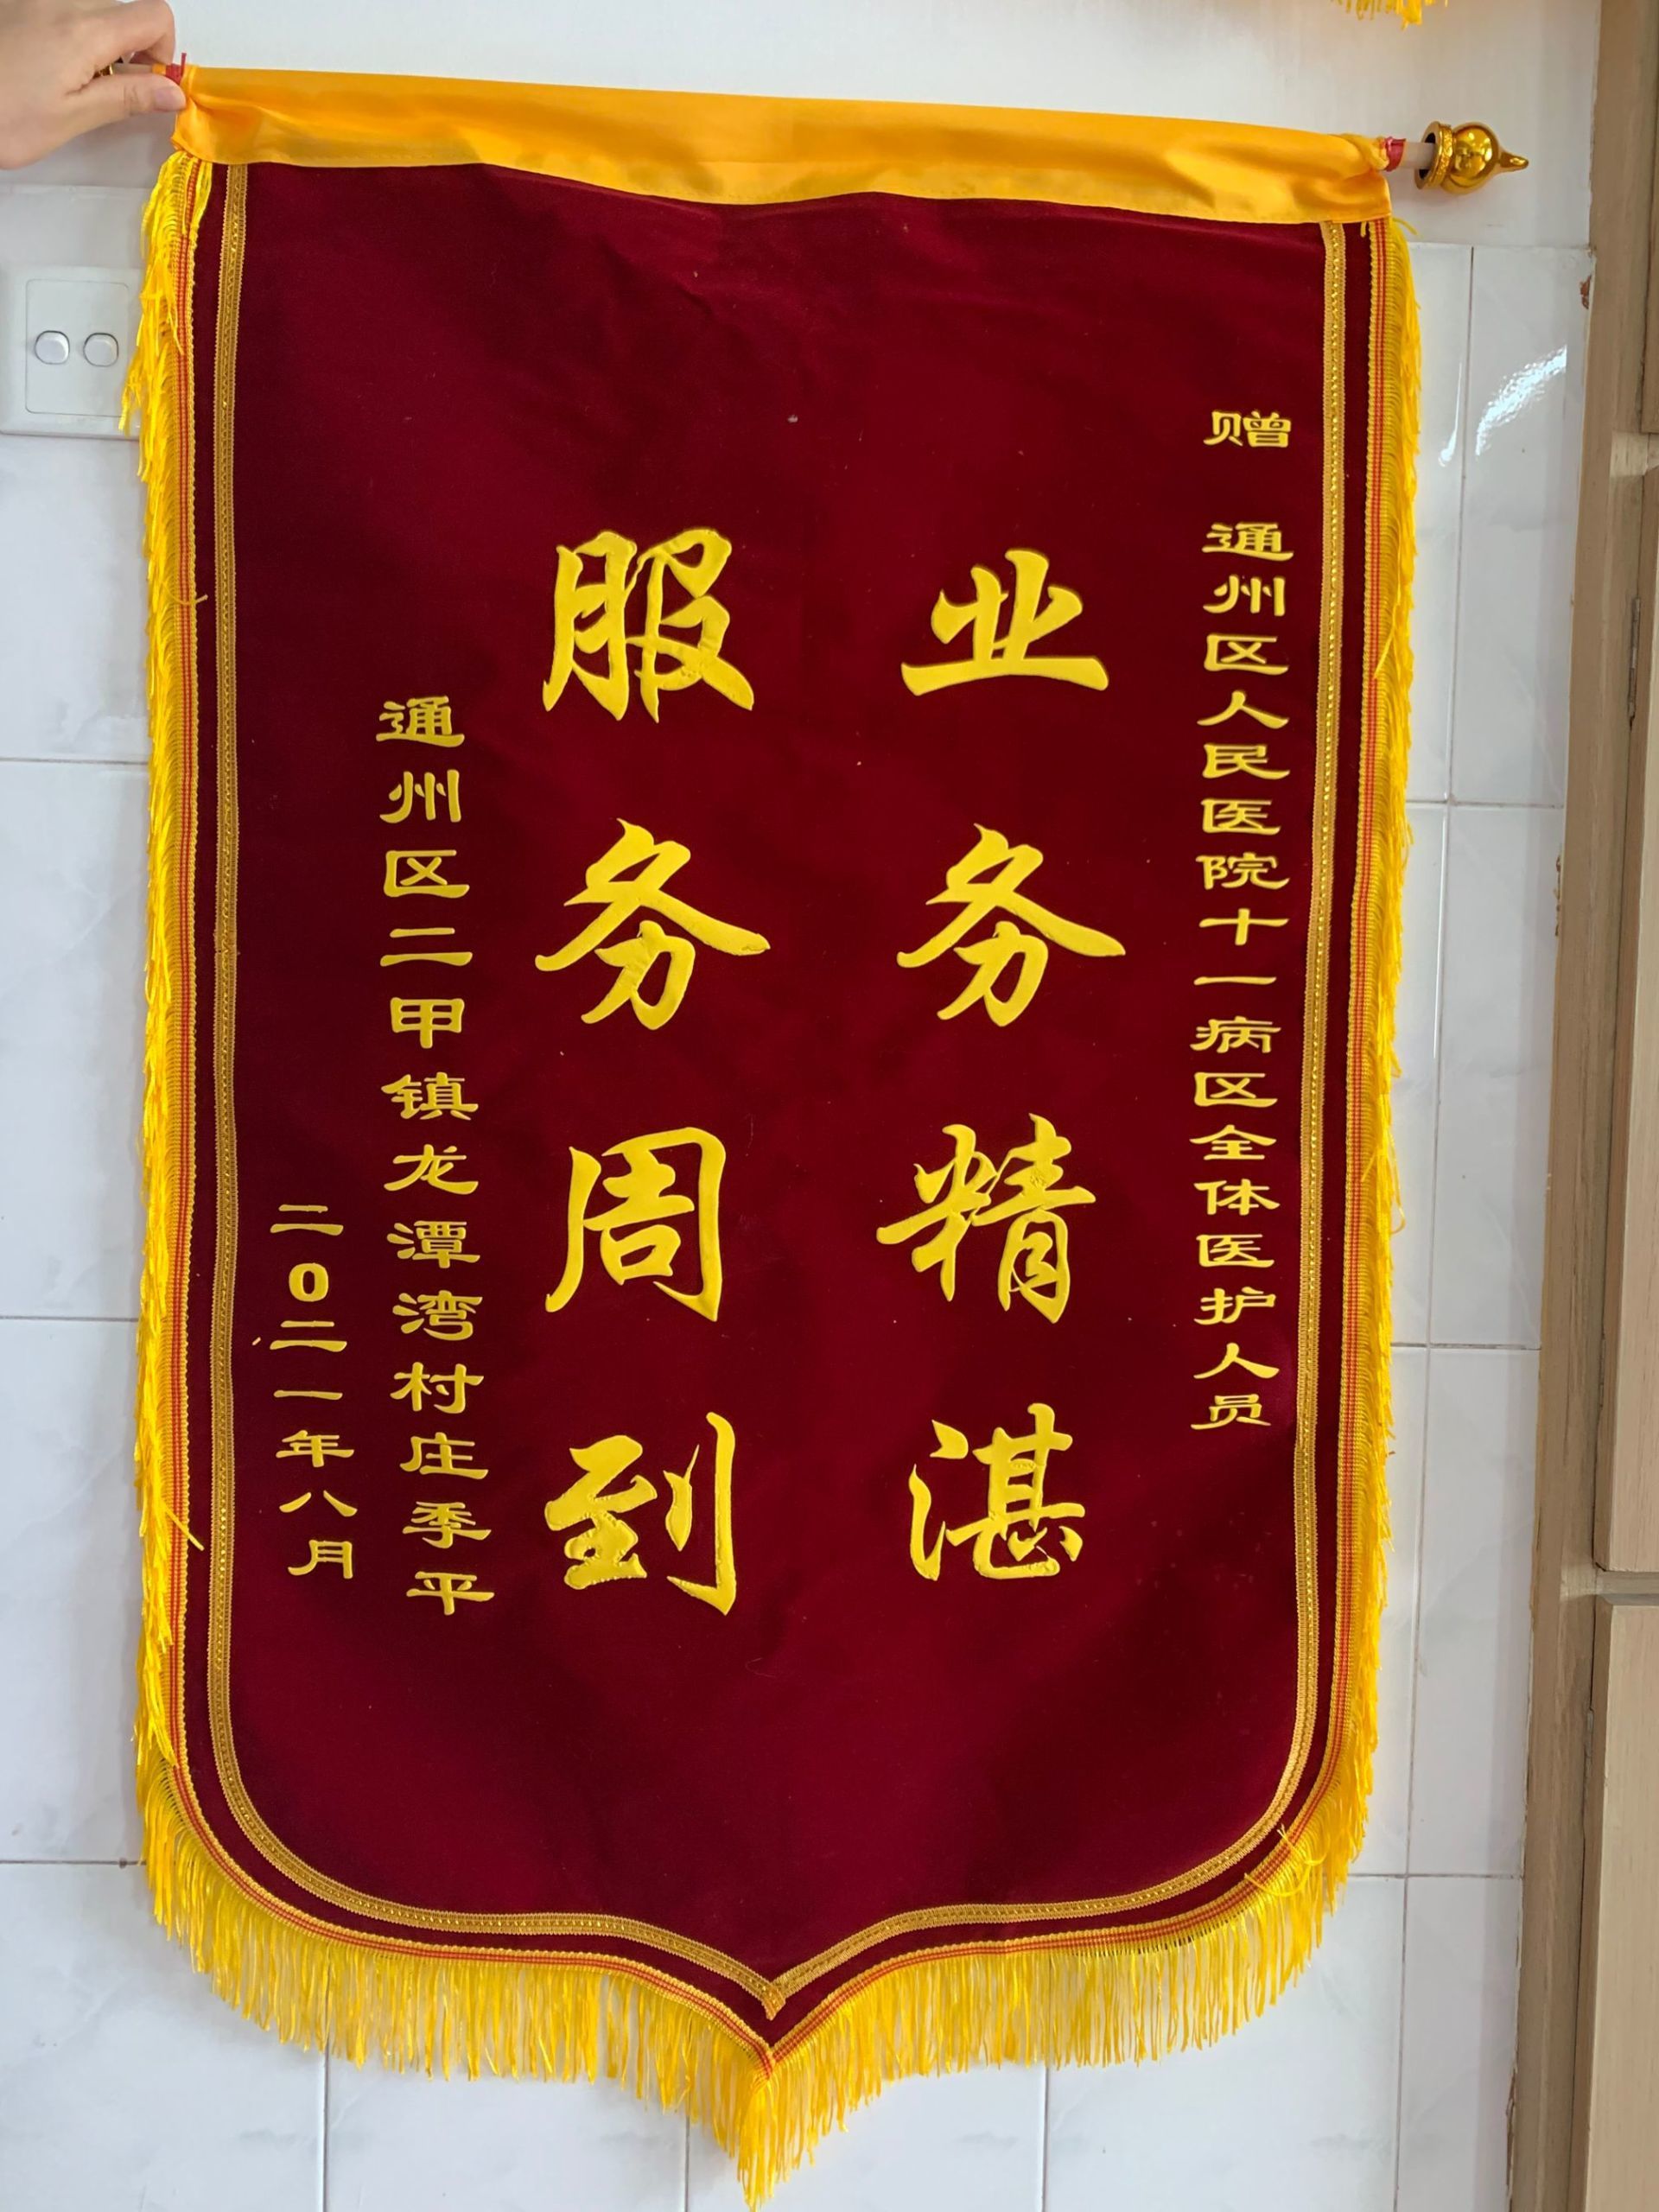 赠 通州区人民医院十一病区全体医护人员
业务精湛
服务周到
通州区二甲镇龙潭湾村庄季平
二0二一年八月